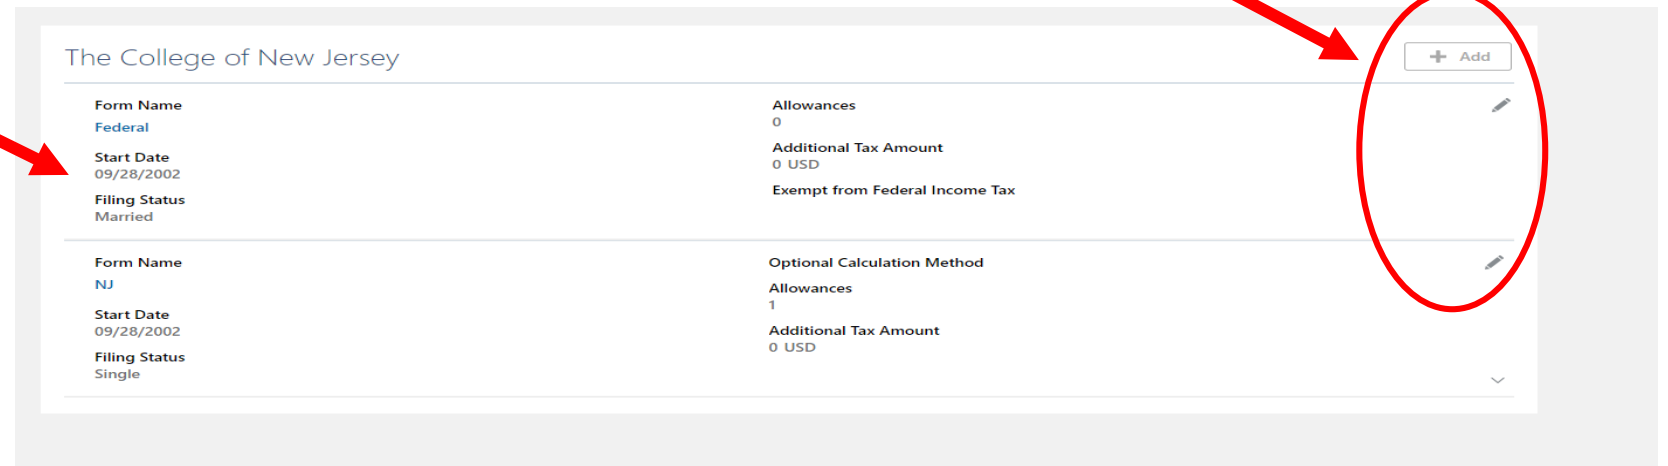 The College of New Jersey
Add
Form Name
Federal
Start Date
09/28/2002
Filing Status
Married
Allowances
0
Additional Tax Amount
0 USD
Exempt from Federal Income Tax
Form Name
NJ
Start Date
09/28/2002
Filing Status
Single
Optional Calculation Method
Allowances
1
Additional Tax Amount
0 USD